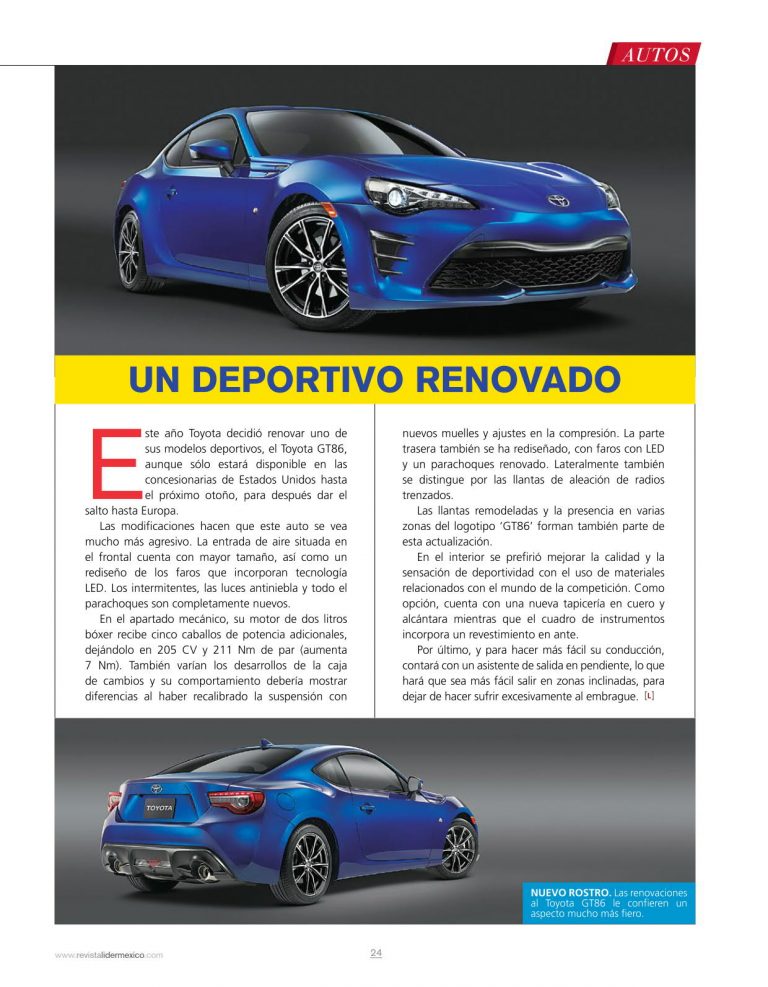 AUTOS
UN DEPORTIVO RENOVADO
Este año Toyota decidió renovar uno de
sus modelos deportivos, el Toyota GT86,
aunque sólo estará disponible en las
concesionarias de Estados Unidos hasta
el próximo otoño, para después dar el
salto hasta Europa.
Las modificaciones hacen que este auto se vea
mucho más agresivo. La entrada de aire situada en
el frontal cuenta con mayor tamaño, así como un
rediseño de los faros que incorporan tecnología
LED. Los intermitentes, las luces antiniebla y todo el
parachoques son completamente nuevos.
En el apartado mecánico, su motor de dos litros
bóxer recibe cinco caballos de potencia adicionales,
dejándolo en 205 CV y 211 Nm de par (aumenta
7 Nm). También varían los desarrollos de la caja
de cambios y su comportamiento debería mostrar
diferencias al haber recalibrado la suspensión con
nuevos muelles y ajustes en la compresión. La parte
trasera también se ha rediseñado, con faros con LED
y un parachoques renovado. Lateralmente también
se distingue por las llantas de aleación de radios
trenzados.
Las llantas remodeladas y la presencia en varias
zonas del logotipo ‘GT86’ forman también parte de
esta actualización.
En el interior se prefirió mejorar la calidad y la
sensación de deportividad con el uso de materiales
relacionados con el mundo de la competición. Como
opción, cuenta con una nueva tapicería en cuero y
alcántara mientras que el cuadro de instrumentos
incorpora un revestimiento en ante.
Por último, y para hacer más fácil su conducción,
contará con un asistente de salida en pendiente, lo que
hará que sea más fácil salir en zonas inclinadas, para
dejar de hacer sufrir excesivamente al embrague. [L]
TOYOTA
NUEVO ROSTRO. Las renovaciones
al Toyota GT86 le confieren un
aspecto mucho más fiero.
www.revistalidermexico.com
24